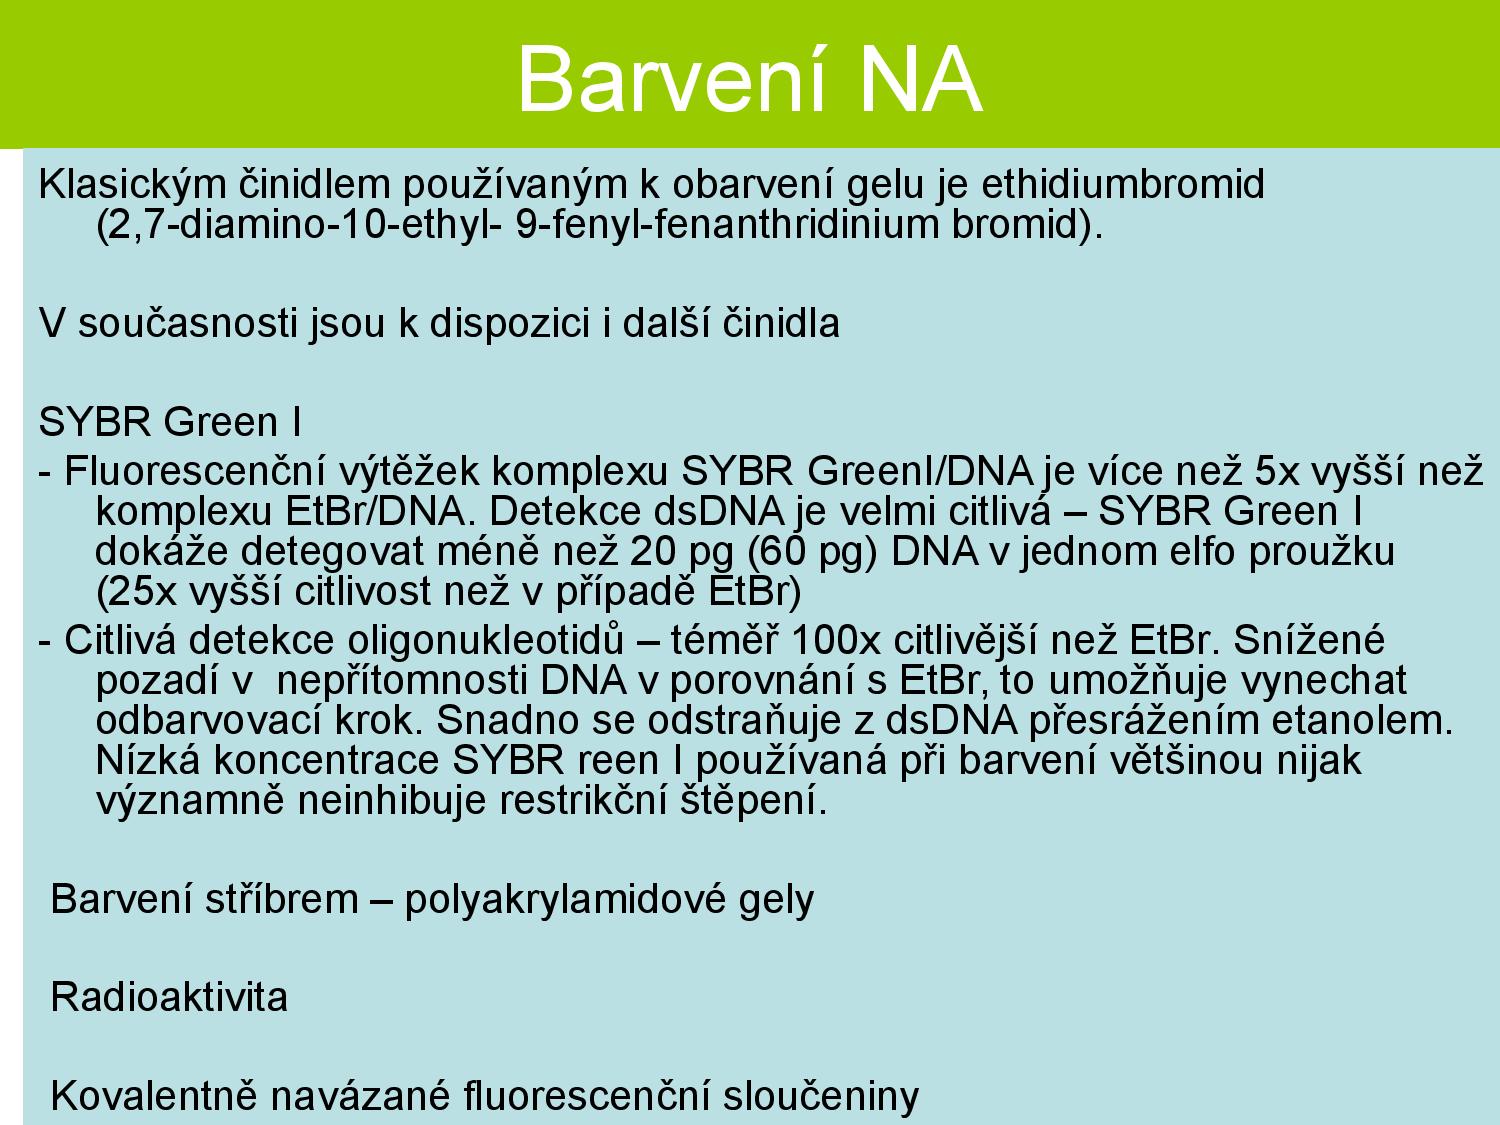 Barvení NA
Klasickým činidlem používaným k obarvení gelu je ethidiumbromid
(2,7-diamino-10-ethyl- 9-fenyl-fenanthridinium bromid).
V současnosti jsou k dispozici i další činidla
SYBR Green I
- Fluorescenční výtěžek komplexu SYBR GreenI/DNA je více než 5x vyšší než
komplexu EtBr/DNA. Detekce dsDNA je velmi citlivá – SYBR Green I
dokáže detegovat méně než 20 pg (60 pg) DNA v jednom elfo proužku
(25x vyšší citlivost než v případě EtBr)
- Citlivá detekce oligonukleotidů – téměř 100x citlivější než EtBr. Snížené
pozadí v  nepřítomnosti DNA v porovnání s EtBr, to umožňuje vynechat
odbarvovací krok. Snadno se odstraňuje z dsDNA přesrážením etanolem.
Nízká koncentrace SYBR reen I používaná při barvení většinou nijak
významně neinhibuje restrikční štěpení.
Barvení stříbrem – polyakrylamidové gely
Radioaktivita
Kovalentně navázané fluorescenční sloučeniny